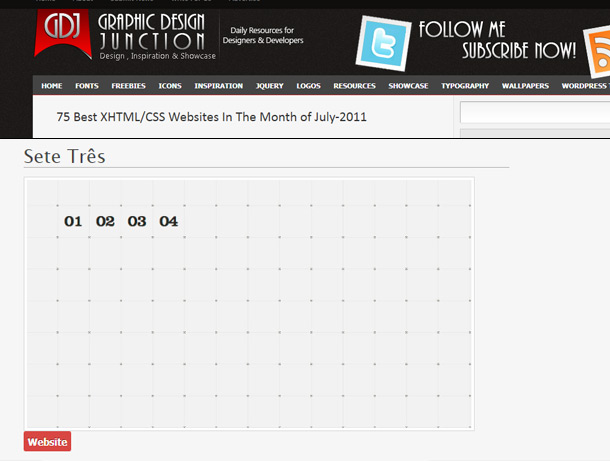 GDJ GRAPHIC DESIGN JUNCTION
Design , Inspiration & Showcase
Daily Resources for
Designers & Developers
FOLLOW ME
SUBSCRIBE NOW!
HOME FONTS FREEBIES ICONS INSPIRATION JQUERY LOGOS RESOURCES SHOWCASE TYPOGRAPHY WALLPAPERS WORDPRESS
75 Best XHTML/CSS Websites In The Month of July-2011
Sete Três
01 02 03 04
Website